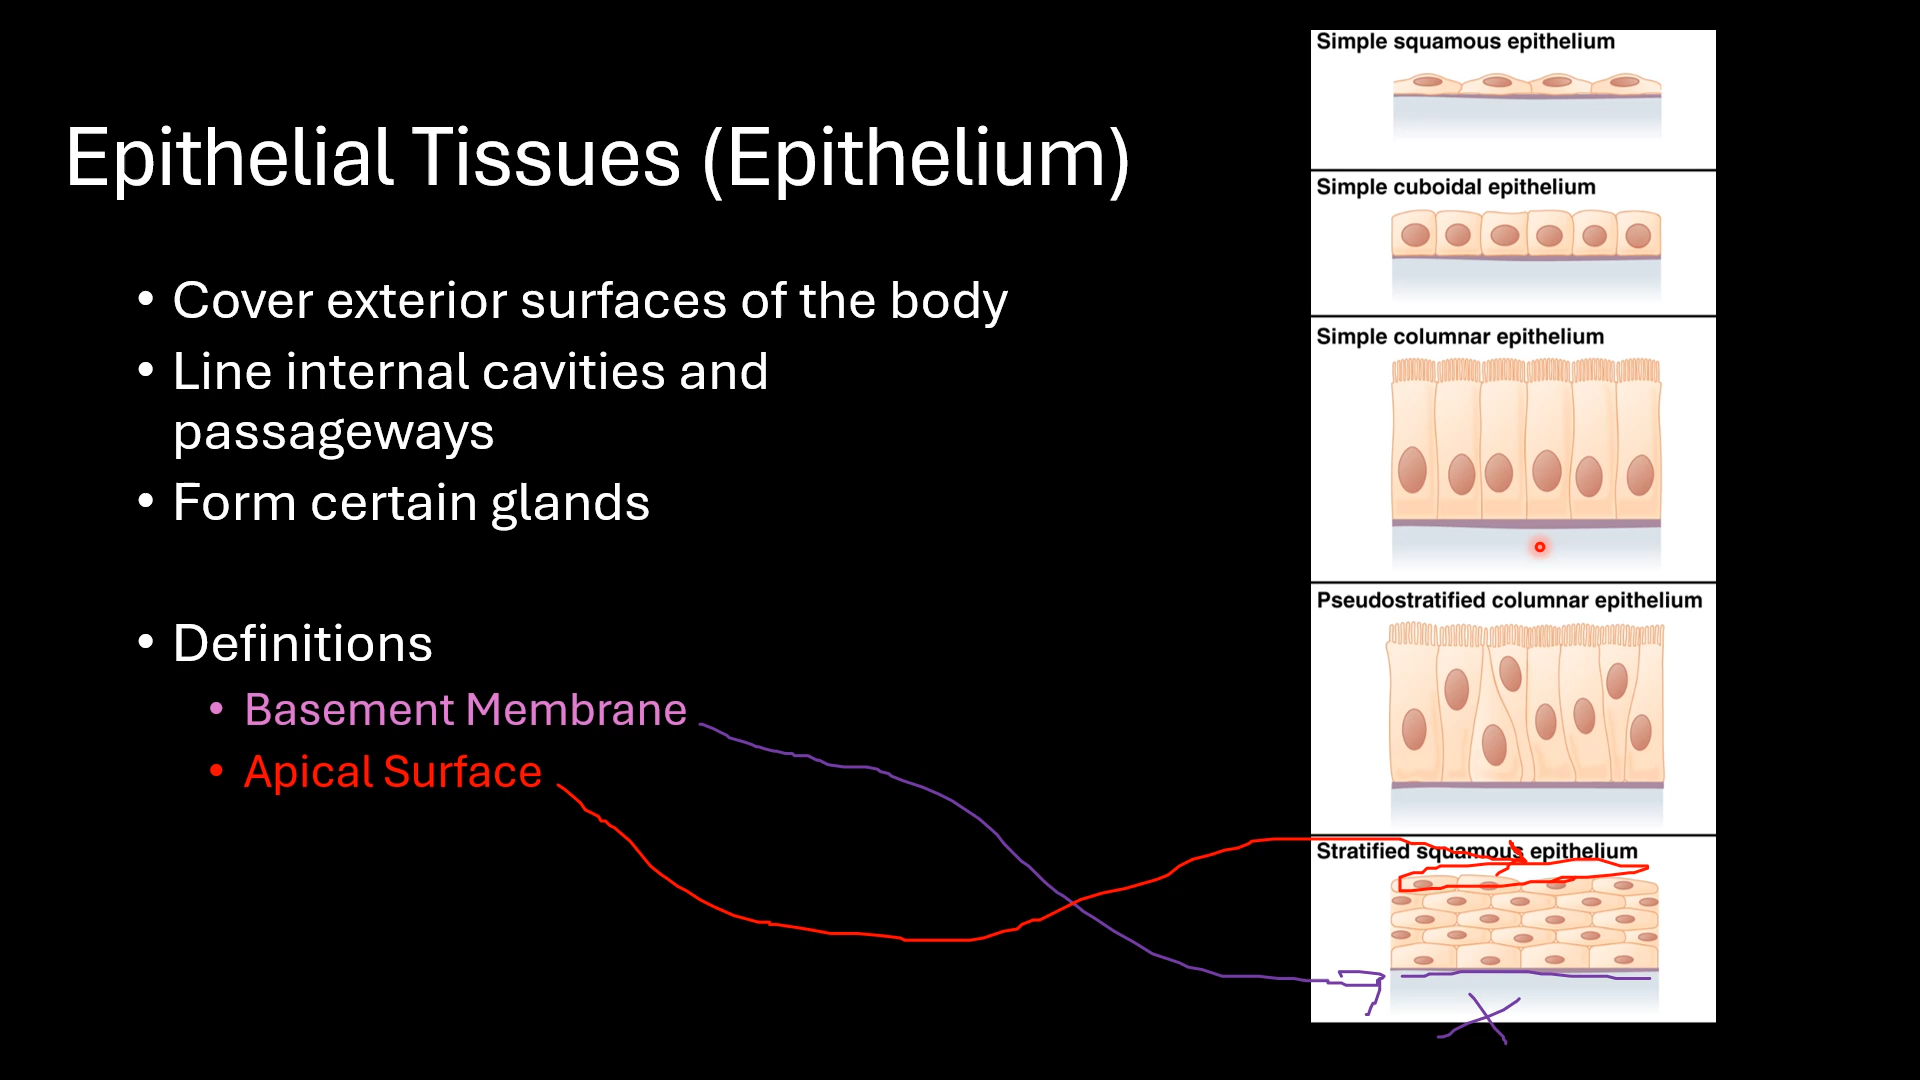 Epithelial Tissues (Epithelium)
• Cover exterior surfaces of the body
• Line internal cavities and
passageways
• Form certain glands
• Definitions
• Basement Membrane
• Apical Surface
Simple squamous epithelium
Simple cuboidal epithelium
Simple columnar epithelium
Pseudostratified columnar epithelium
Stratified squamous epithelium